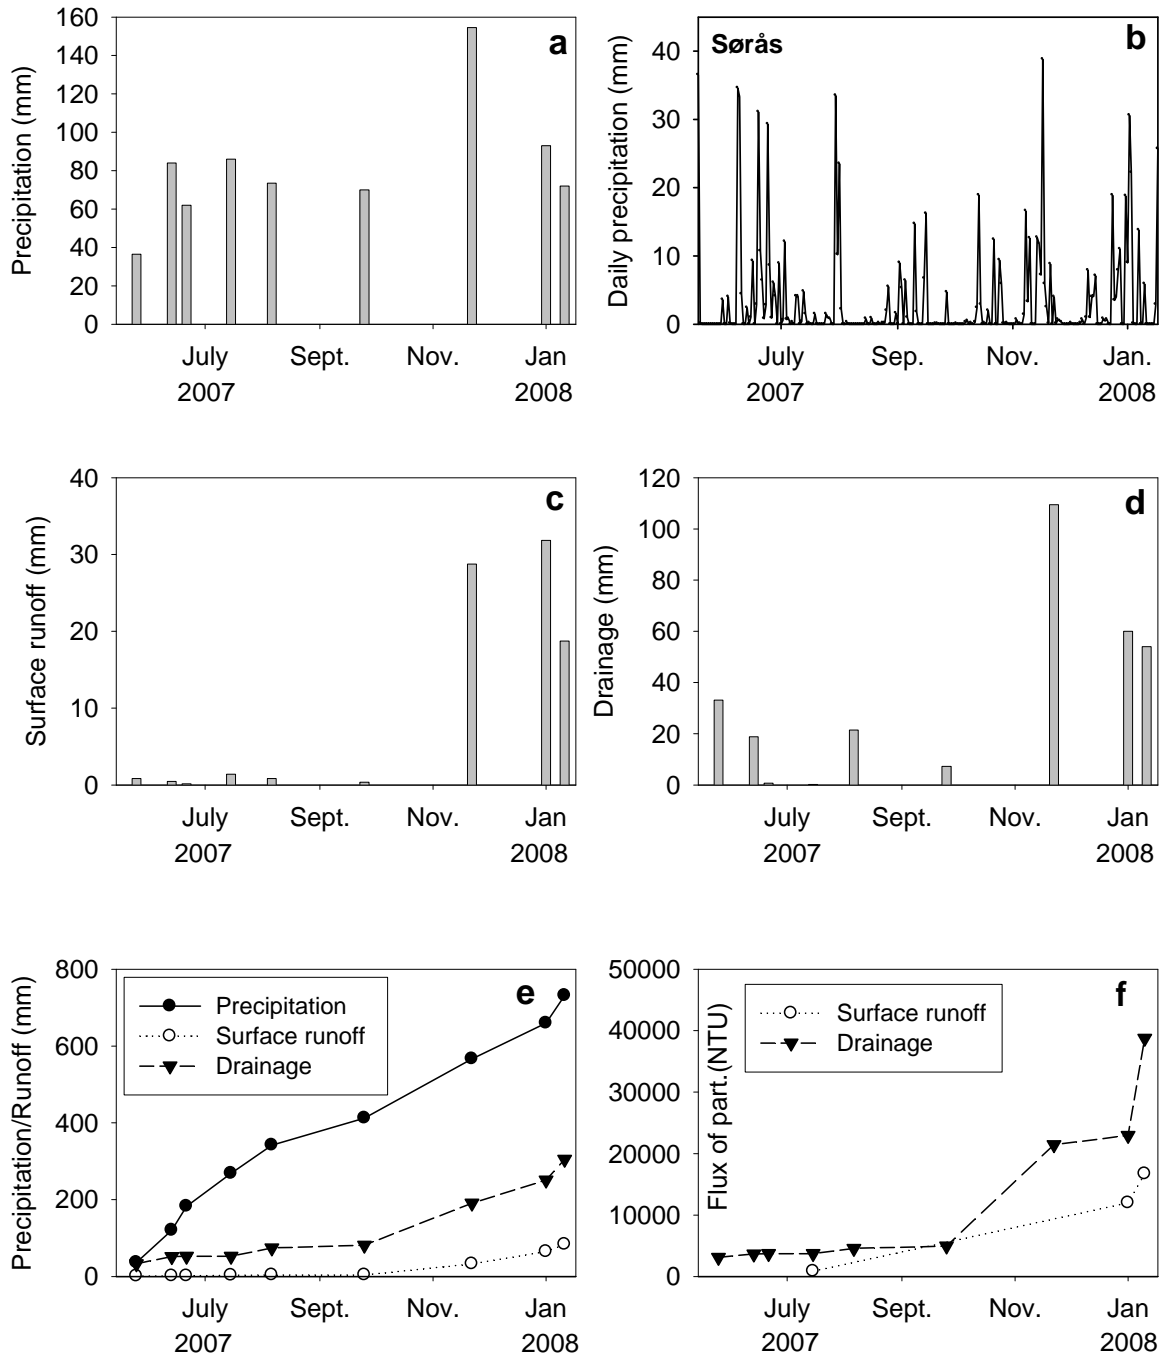 a
Precipitation (mm)
160
140
120
100
80
60
40
20
0
July
Sept.
Nov.
Jan
2007
2008
b
Sørås
Daily precipitation (mm)
40
30
20
10
0
July
Sep.
Nov.
Jan.
2007
2008
c
Surface runoff (mm)
40
30
20
10
0
July
Sept.
Nov.
Jan
2007
2008
d
Drainage (mm)
120
100
80
60
40
20
0
July
Sept.
Nov.
Jan
2007
2008
e
Precipitation/Runoff (mm)
800
600
400
200
0
Precipitation
Surface runoff
Drainage
July
Sept.
Nov.
Jan
2007
2008
f
Flux of part.(NTU)
50000
40000
30000
20000
10000
0
Surface runoff
Drainage
July
Sept.
Nov.
Jan
2007
2008